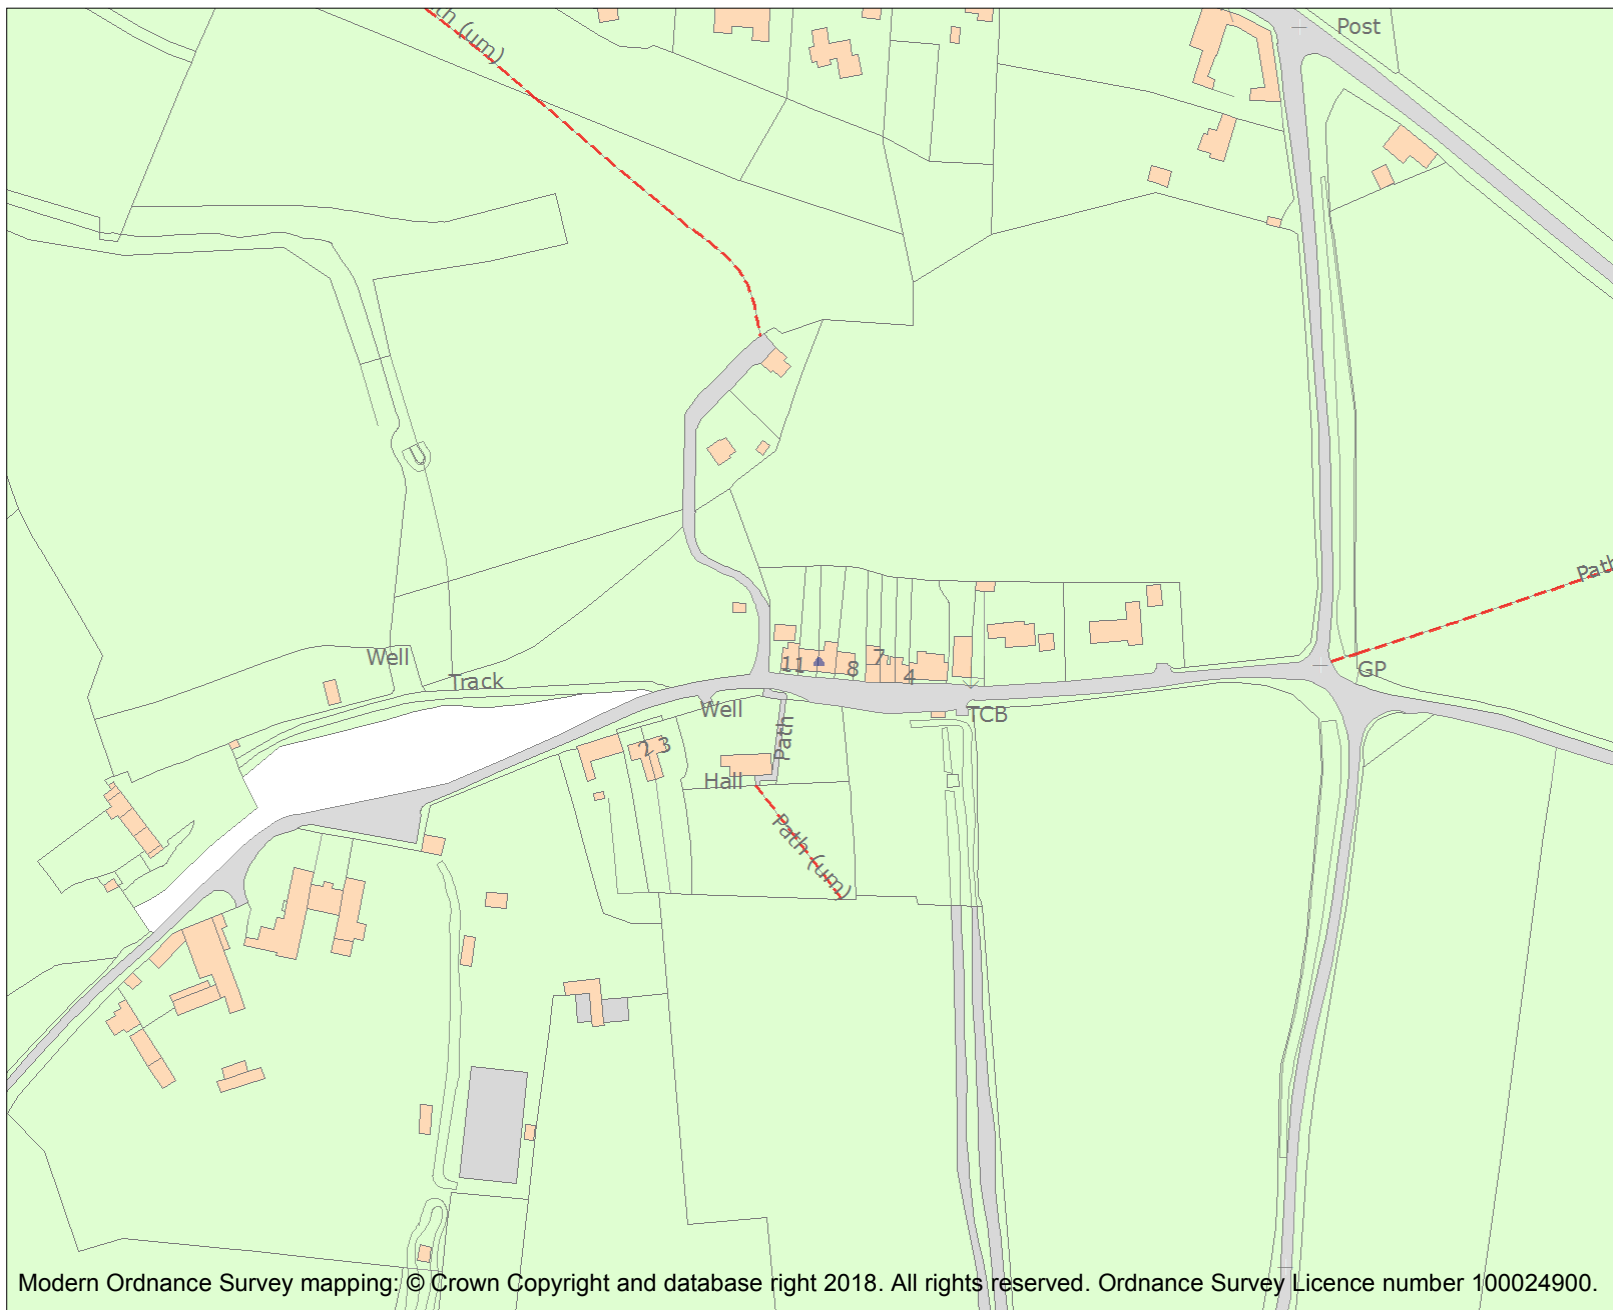 th (um)
Post
Path
Well
Track
11
8
7
4
GP
Well
TCB
2
3
Path
Hall
Path (um)
Modern Ordnance Survey mapping: © Crown Copyright and database right 2018. All rights reserved. Ordnance Survey Licence number 100024900.